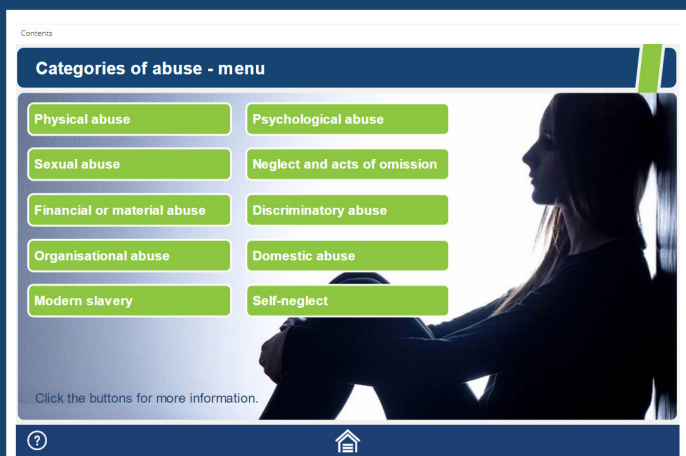 Contents
Categories of abuse - menu
Physical abuse
Psychological abuse
Sexual abuse
Neglect and acts of omission
Financial or material abuse
Discriminatory abuse
Organisational abuse
Domestic abuse
Modern slavery
Self-neglect
Click the buttons for more information.
?